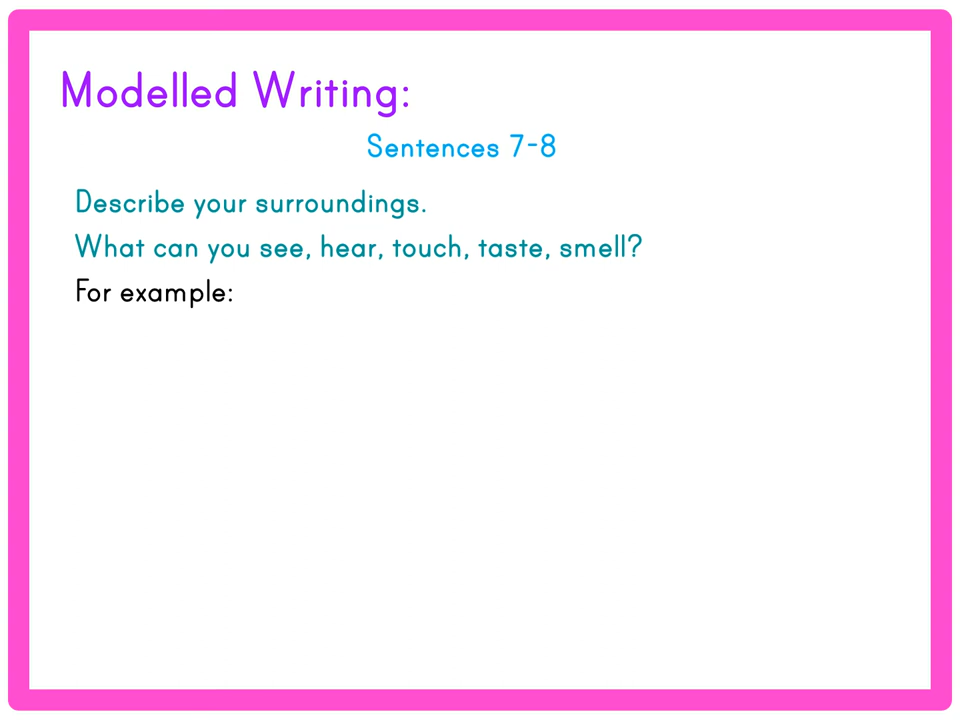 Modelled Writing:
Sentences 7-8
Describe your surroundings.
What can you see, hear, touch, taste, smell?
For example: